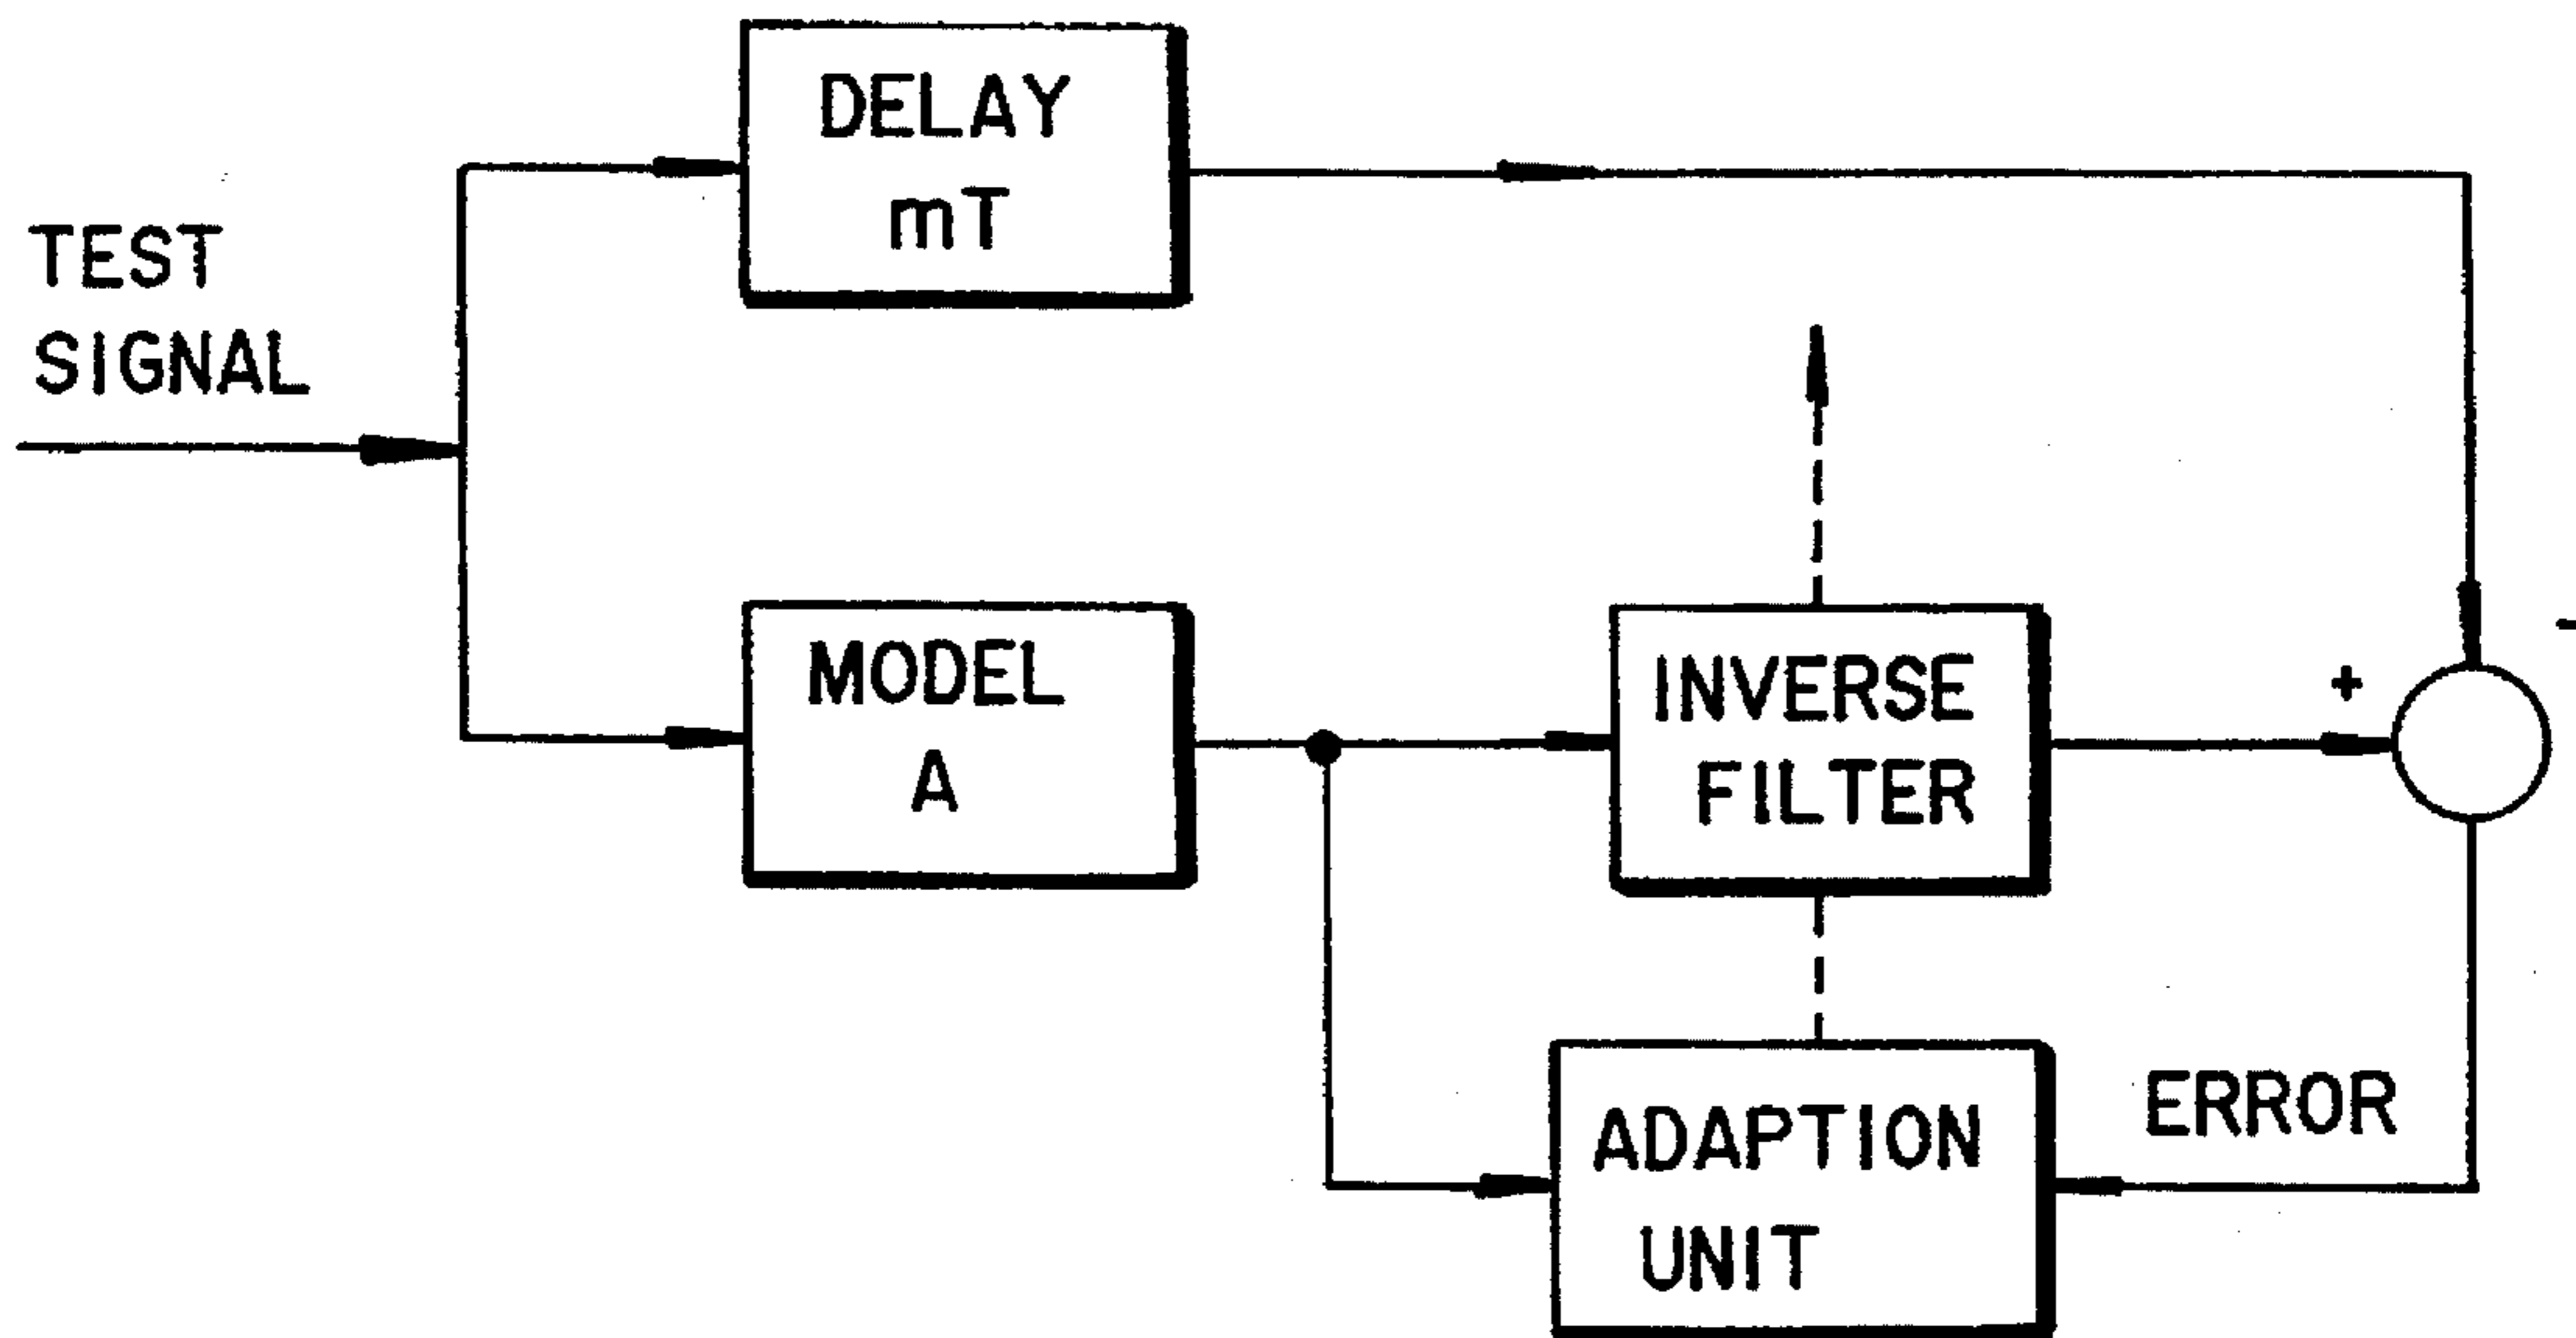 DELAY
mT
TEST
SIGNAL
MODEL
A
INVERSE
FILTER
+
-
ADAPTION
UNIT
ERROR